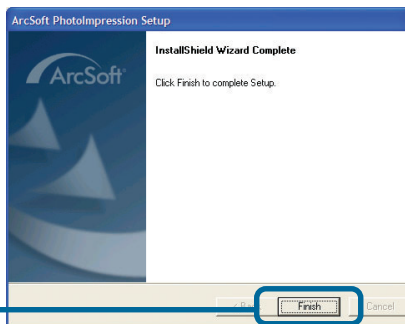 ArcSoft PhotoImpression Setup
ArcSoft
InstallShield Wizard Complete
Click Finish to complete Setup.
Finish
Cancel